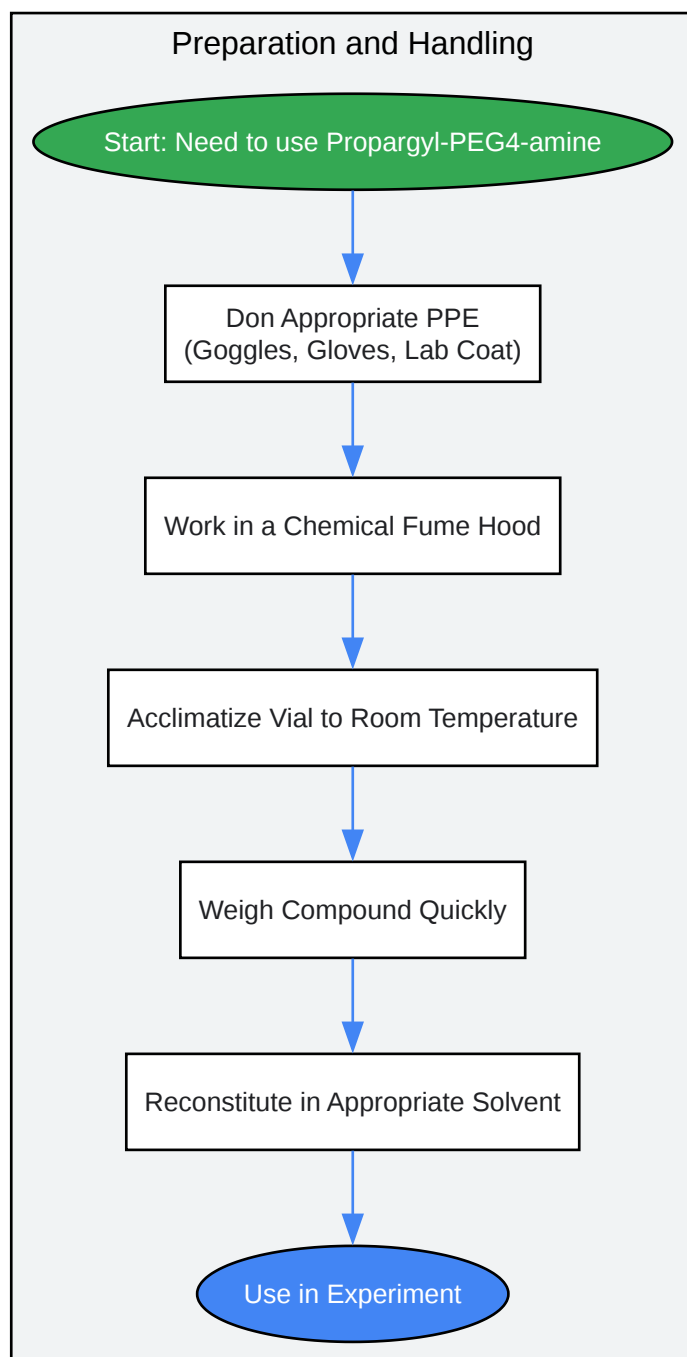 Preparation and Handling
Start: Need to use Propargyl-PEG4-amine
Don Appropriate PPE
(Goggles, Gloves, Lab Coat)
Work in a Chemical Fume Hood
Acclimatize Vial to Room Temperature
Weigh Compound Quickly
Reconstitute in Appropriate Solvent
Use in Experiment